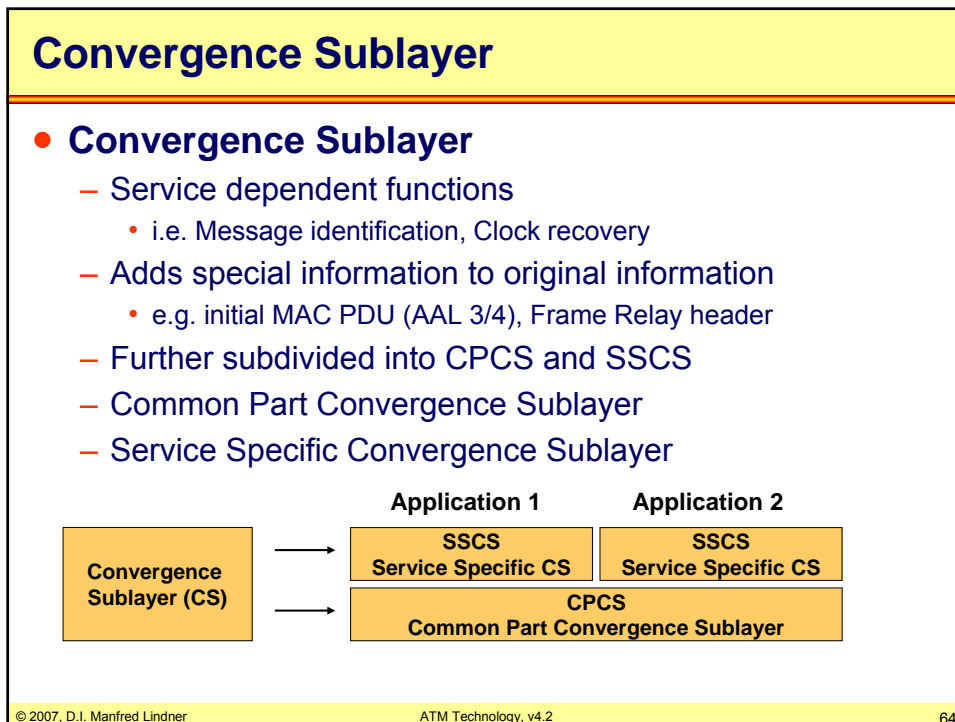 Convergence Sublayer
• Convergence Sublayer
– Service dependent functions
• i.e. Message identification, Clock recovery
– Adds special information to original information
• e.g. initial MAC PDU (AAL 3/4), Frame Relay header
– Further subdivided into CPCS and SSCS
– Common Part Convergence Sublayer
– Service Specific Convergence Sublayer
Application 1
Application 2
Convergence
Sublayer (CS)
SSCS
Service Specific CS
SSCS
Service Specific CS
CPCS
Common Part Convergence Sublayer
© 2007, D.I. Manfred Lindner
ATM Technology, v4.2
64